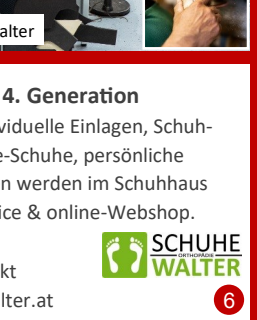 alter
4. Generation
viduelle Einlagen, Schuh-
e-Schuhe, persönliche
n werden im Schuhhaus
ice & online-Webshop.
SCHUHE
ORTHOPÄDIE
WALTER
kt
lter.at
6